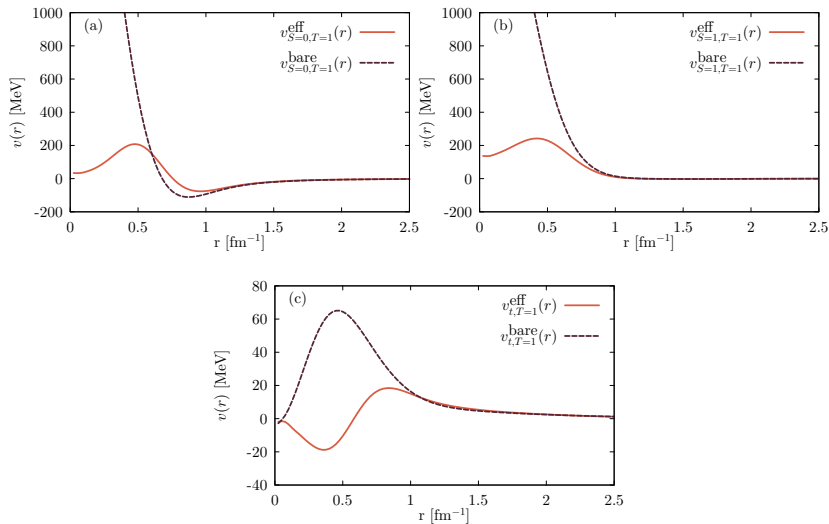 (a)
v^eff_{S=0,T=1}(r)
v^bare_{S=0,T=1}(r)
v(r) [MeV]
1000
800
600
400
200
0
-200
0 0.5 1 1.5 2 2.5
r [fm⁻¹]
(b)
v^eff_{S=1,T=1}(r)
v^bare_{S=1,T=1}(r)
v(r) [MeV]
1000
800
600
400
200
0
-200
0 0.5 1 1.5 2 2.5
r [fm⁻¹]
(c)
v^eff_{t,T=1}(r)
v^bare_{t,T=1}(r)
v(r) [MeV]
80
60
40
20
0
-20
-40
0 0.5 1 1.5 2 2.5
r [fm⁻¹]